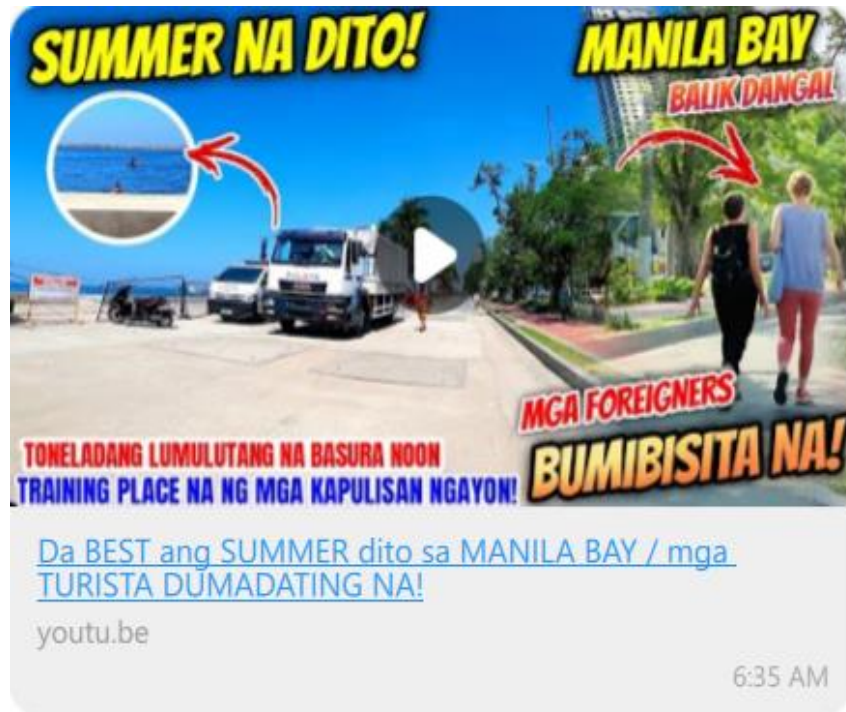 SUMMER NA DITO!
MANILA BAY
BALIK DANGAL
MGA FOREIGNERS
BUMIBISITA NA!
TONELADANG LUMULUTANG NA BASURA NOON
TRAINING PLACE NA NG MGA KAPULISAN NGAYON!
Da BEST ang SUMMER dito sa MANILA BAY / mga
TURISTA DUMADATING NA!
youtu.be
6:35 AM